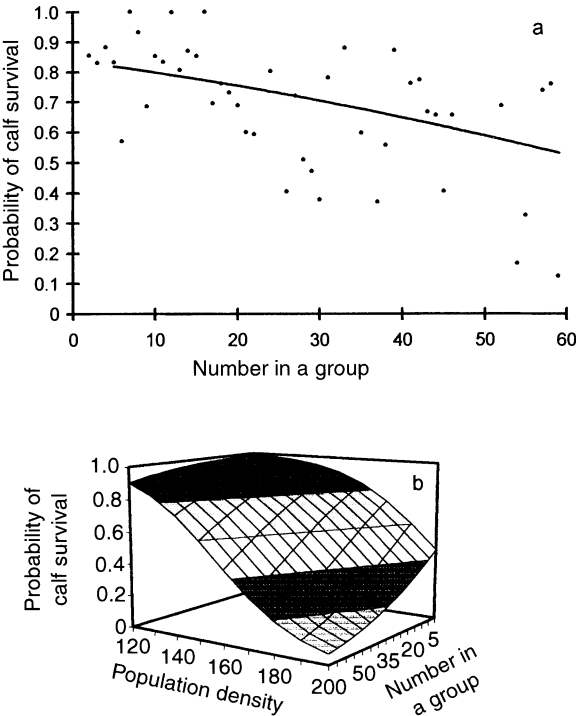 a
Probability of calf survival
1.0
0.9
0.8
0.7
0.6
0.5
0.4
0.3
0.2
0.1
0
0 10 20 30 40 50 60
Number in a group
b
Probability of
calf survival
1.0
0.8
0.6
0.4
0.2
0
120 140 160 180 200
Population density
50 35 20 5
Number in
a group